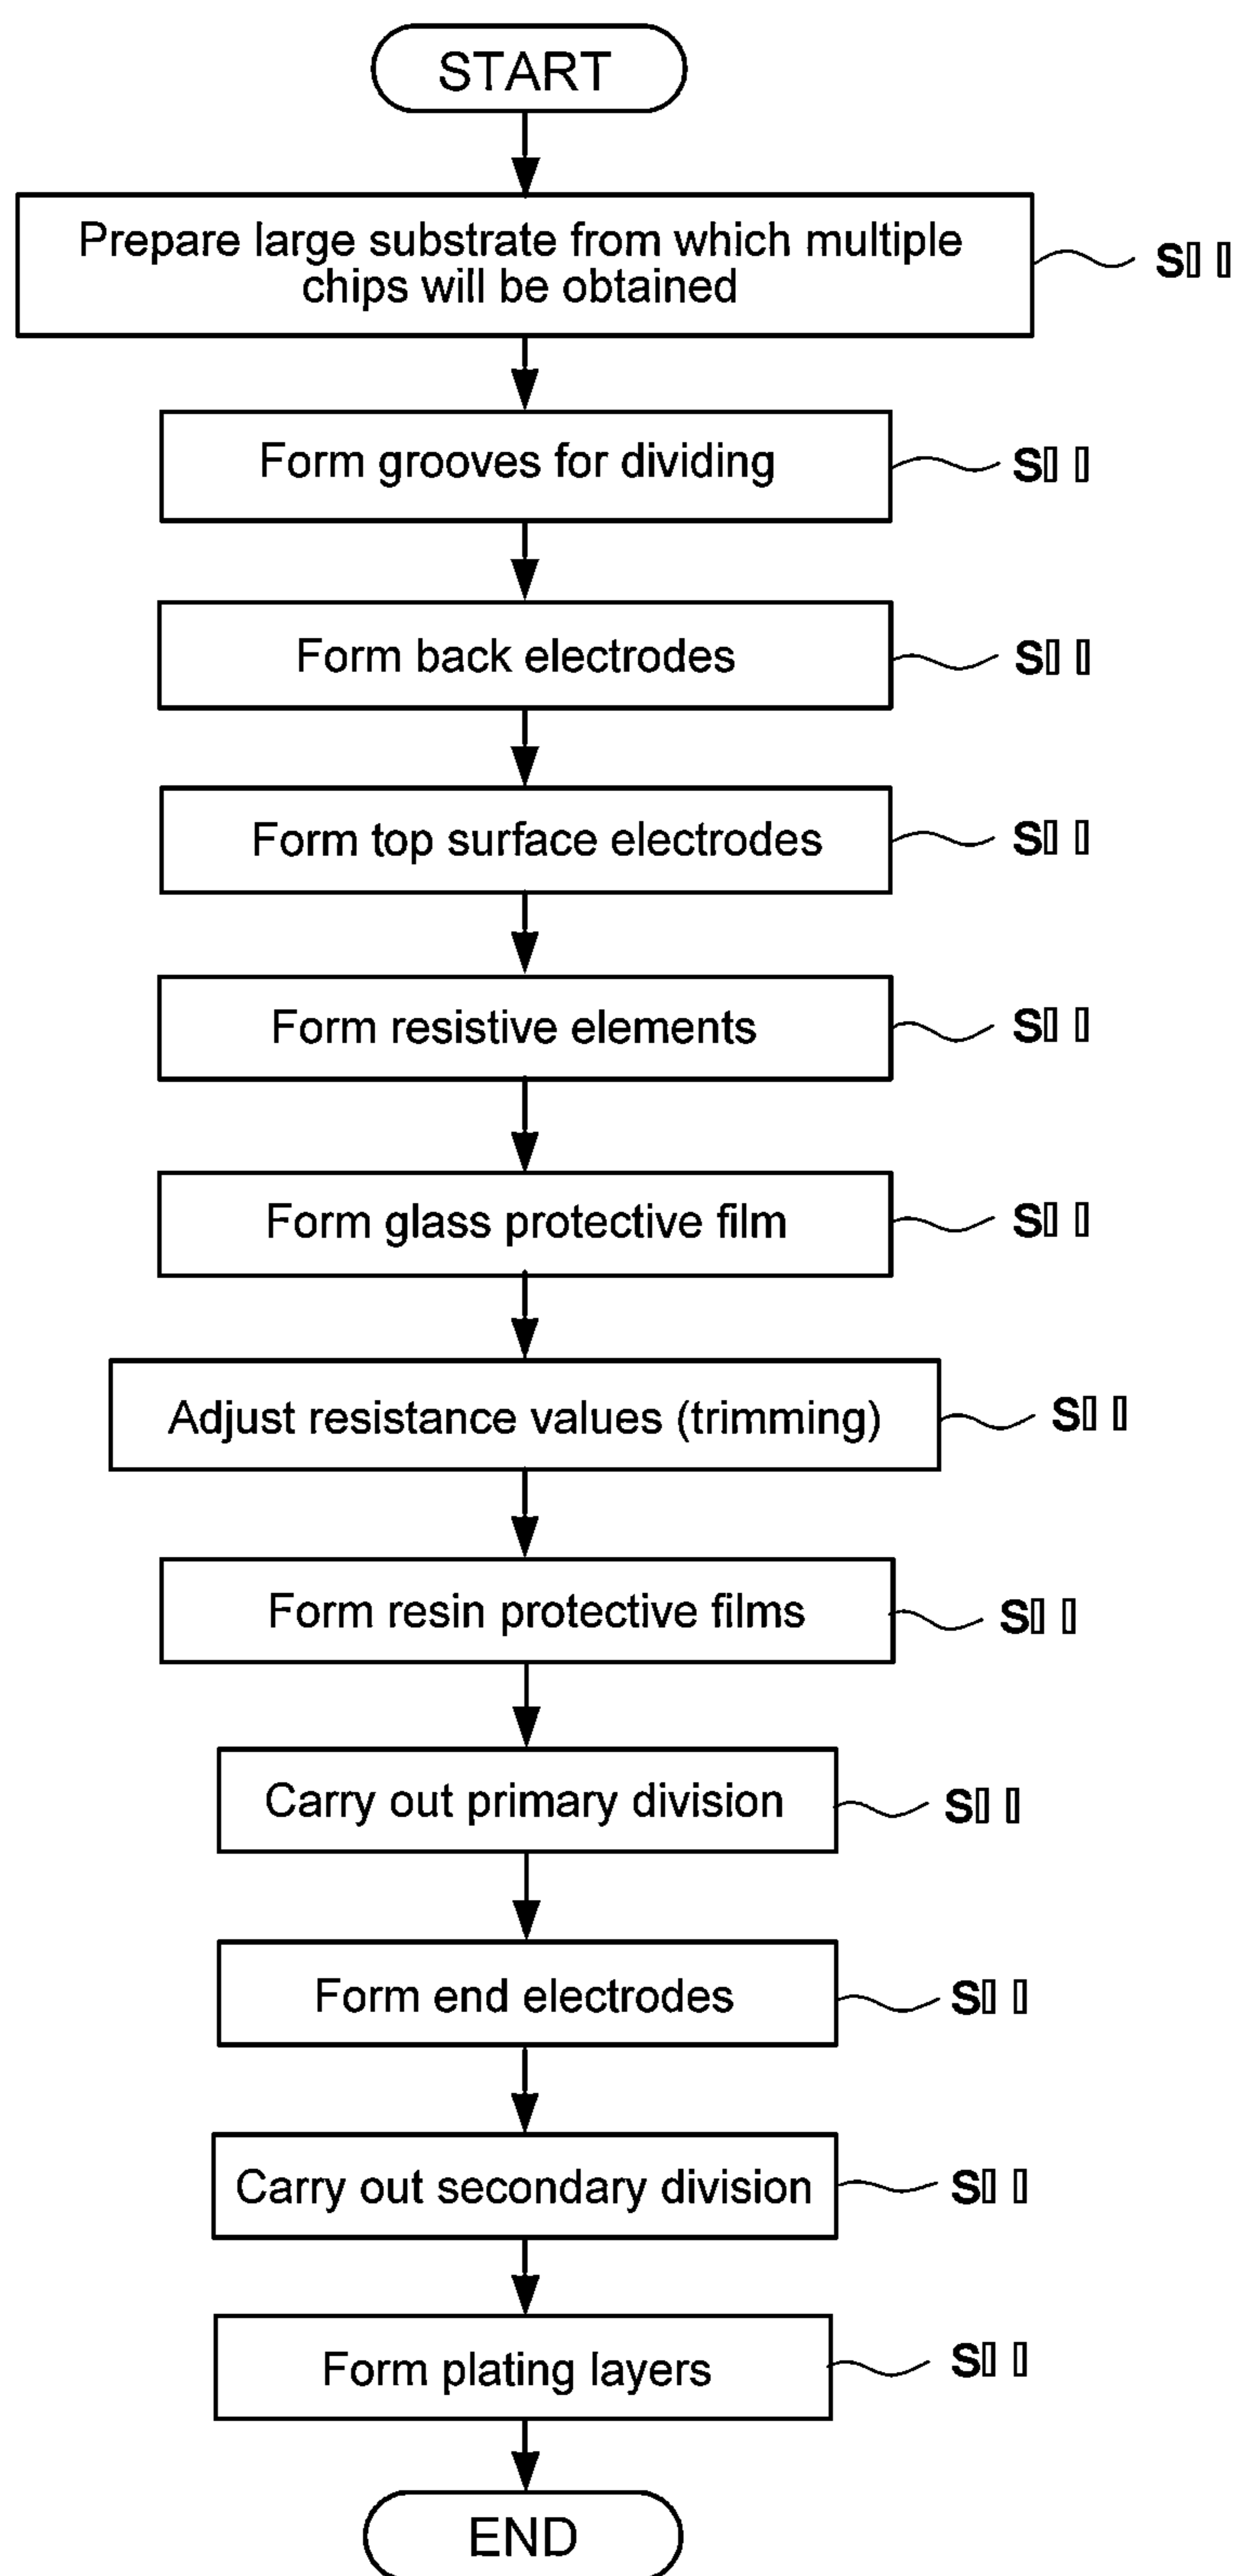 START
Prepare large substrate from which multiple
chips will be obtained
Form grooves for dividing
Form back electrodes
Form top surface electrodes
Form resistive elements
Form glass protective film
Adjust resistance values (trimming)
Form resin protective films
Carry out primary division
Form end electrodes
Carry out secondary division
Form plating layers
END